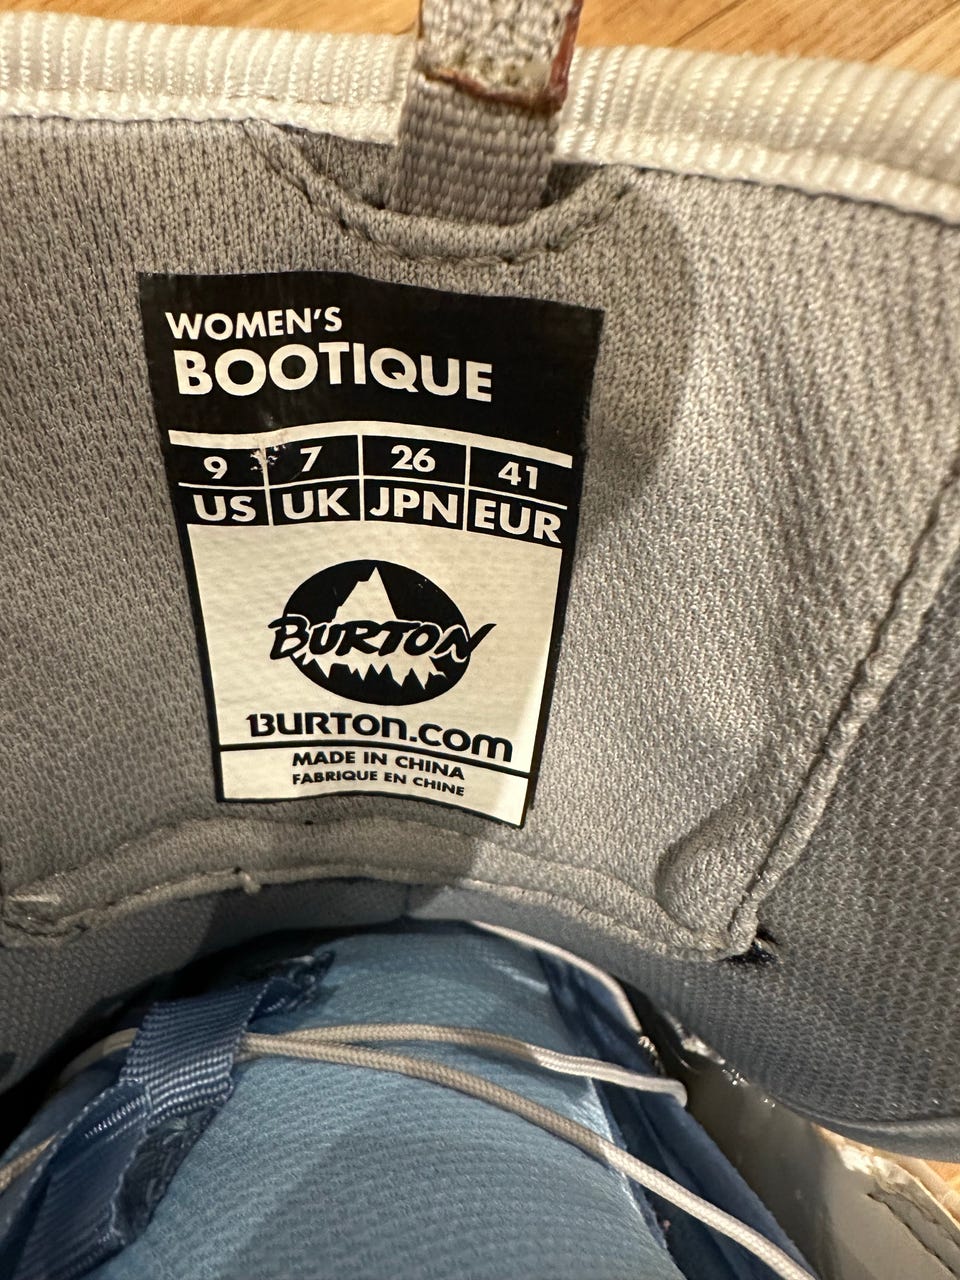 WOMEN'S
BOOTIQUE
9 7 26 41
US UK JPN EUR
BURTON
BURTON.COM
MADE IN CHINA
FABRIQUE EN CHINE